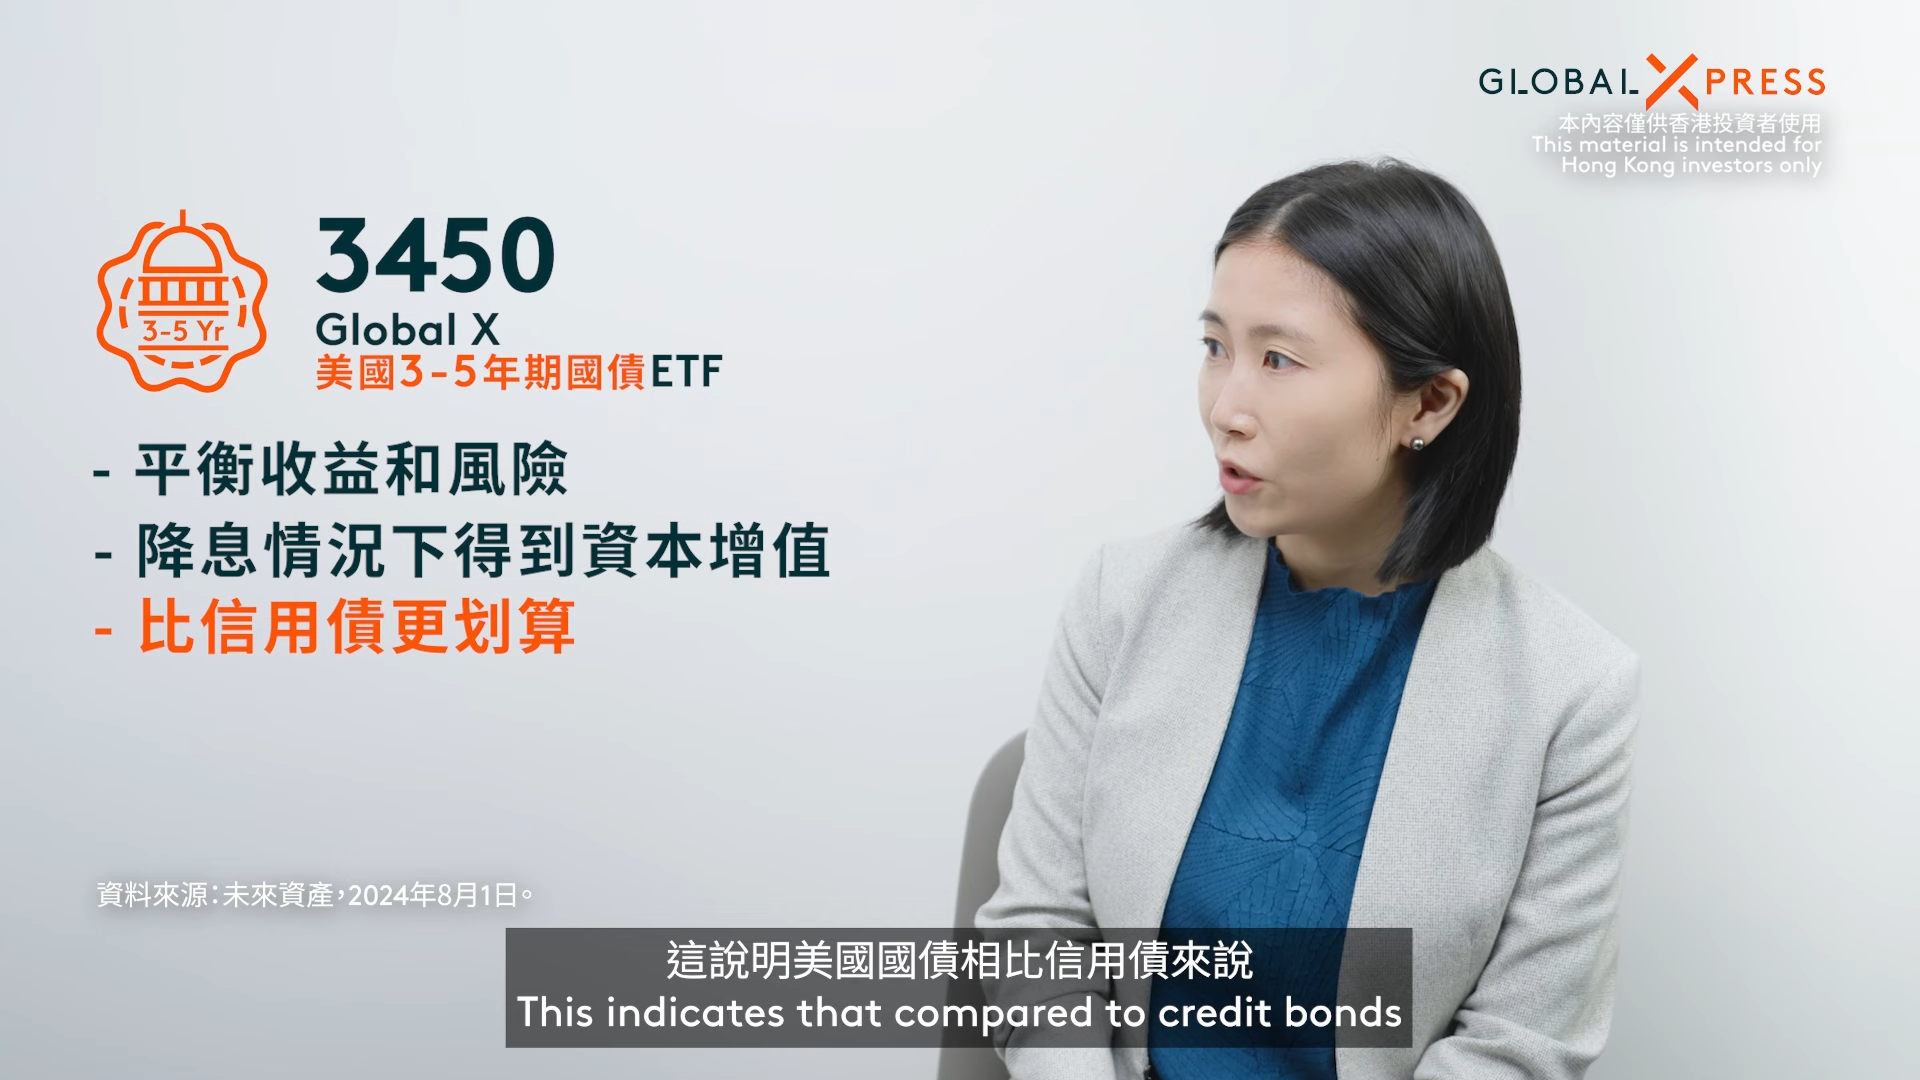 GLOBAL X PRESS
本內容僅供香港投資者使用
This material is intended for
Hong Kong investors only
3-5 Yr
3450
Global X
美國3-5年期國債ETF
- 平衡收益和風險
- 降息情況下得到資本增值
- 比信用債更划算
資料來源：未來資產，2024年8月1日。
這說明美國國債相比信用債來說
This indicates that compared to credit bonds